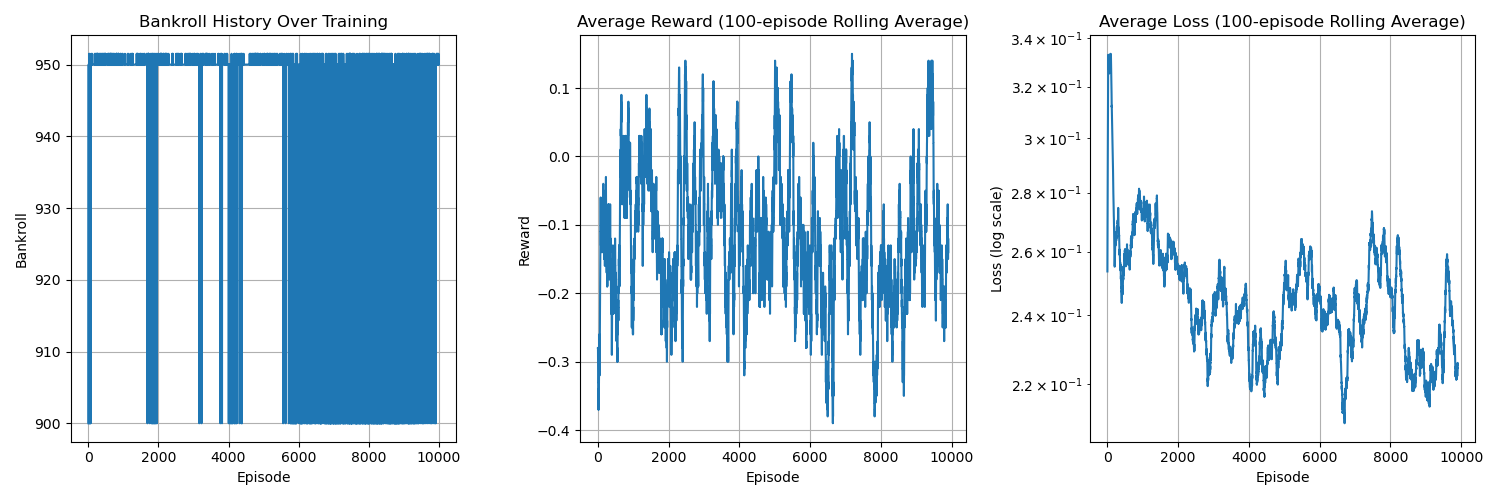 Bankroll History Over Training
950
940
930
920
910
900
0
2000
4000
6000
8000
10000
Bankroll
Episode
Average Reward (100-episode Rolling Average)
0.1
0.0
−0.1
−0.2
−0.3
−0.4
0
2000
4000
6000
8000
10000
Reward
Episode
Average Loss (100-episode Rolling Average)
3.4 × 10⁻¹
3.2 × 10⁻¹
3 × 10⁻¹
2.8 × 10⁻¹
2.6 × 10⁻¹
2.4 × 10⁻¹
2.2 × 10⁻¹
0
2000
4000
6000
8000
10000
Loss (log scale)
Episode